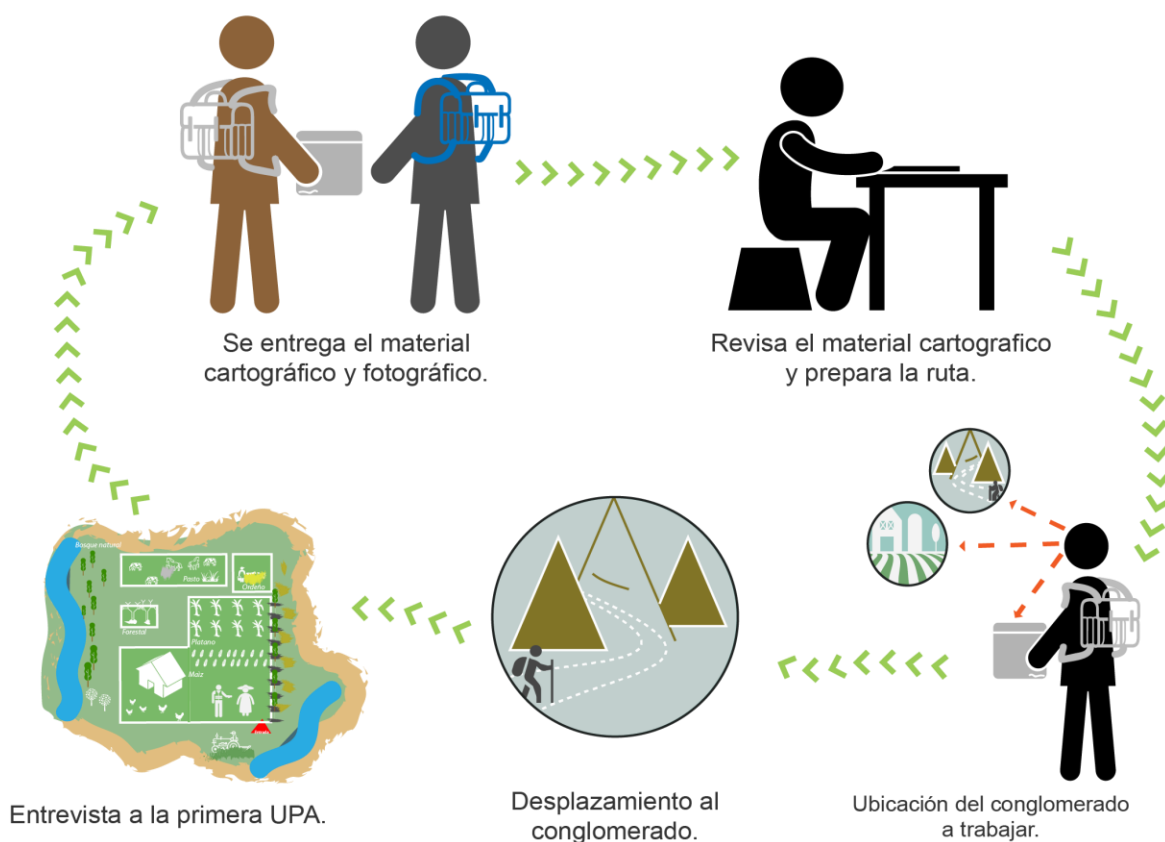 Se entrega el material
cartográfico y fotográfico.
Revisa el material cartografico
y prepara la ruta.
Bosque natural
Pasto
Forestal
Platano
Maiz
Entrevista a la primera UPA.
Desplazamiento al
conglomerado.
Ubicación del conglomerado
a trabajar.